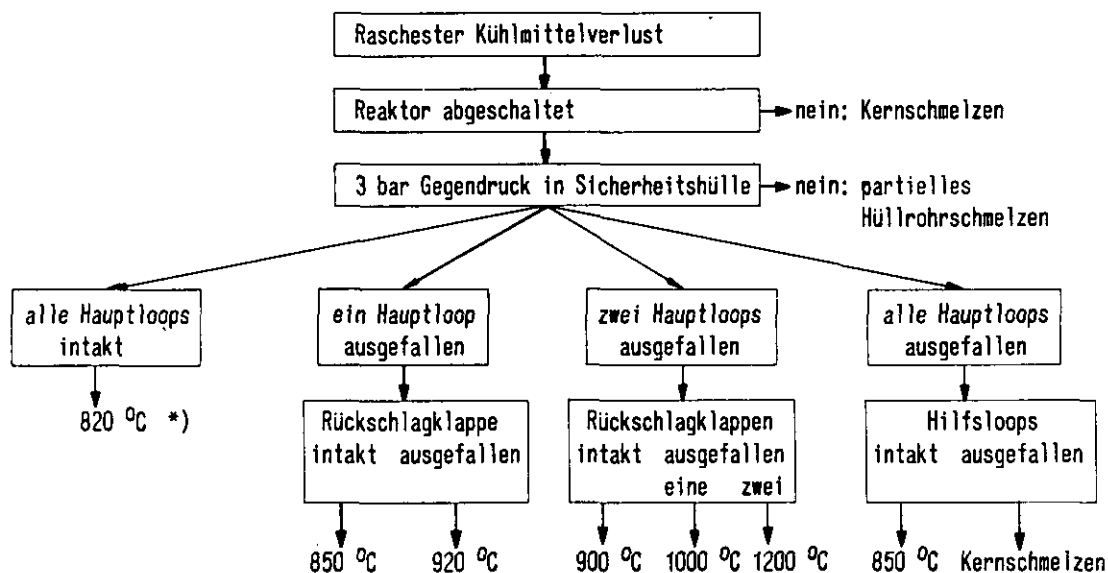 Raschester Kühlmittelverlust
Reaktor abgeschaltet
nein: Kernschmelzen
3 bar Gegendruck in Sicherheitshülle
nein: partielles
Hüllrohrschmelzen
alle Hauptloops
intakt
ein Hauptloop
ausgefallen
zwei Hauptloops
ausgefallen
alle Hauptloops
ausgefallen
820 °C *)
Rückschlagklappe
intakt ausgefallen
Rückschlagklappen
intakt ausgefallen
eine zwei
Hilfsloops
intakt ausgefallen
850 °C 920 °C
900 °C 1000 °C 1200 °C
850 °C Kernschmelzen